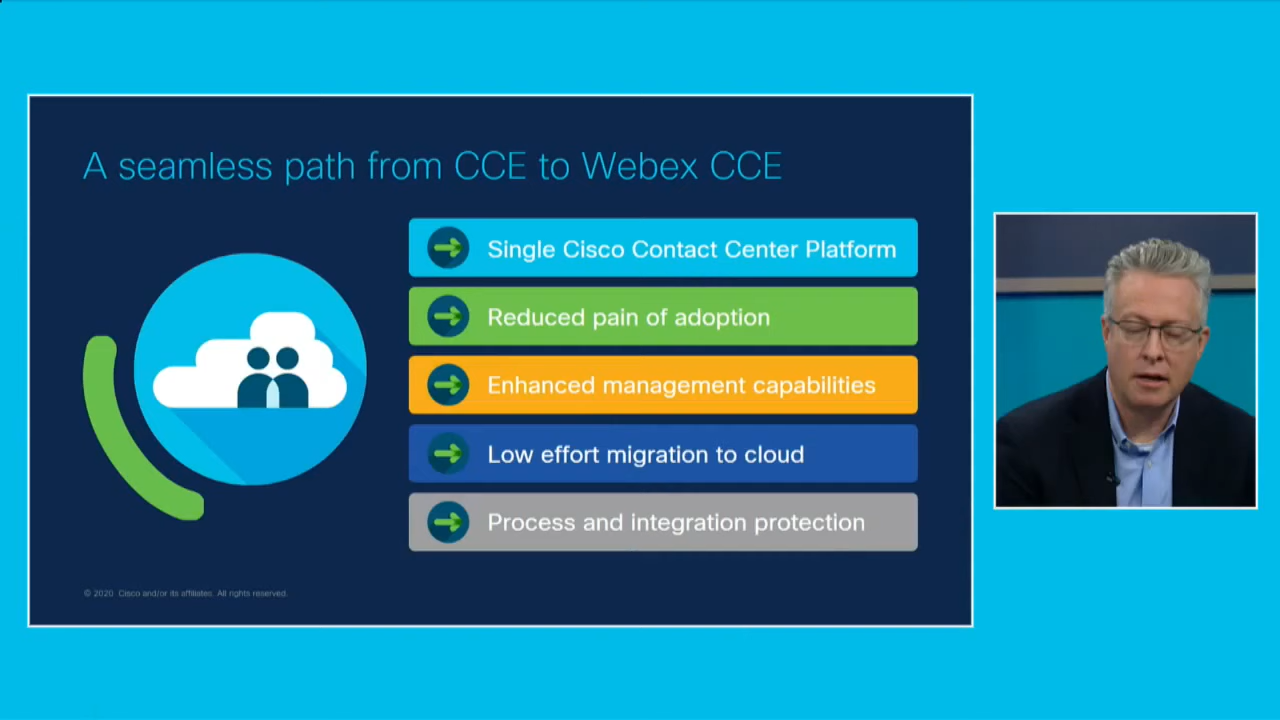 A seamless path from CCE to Webex CCE
Single Cisco Contact Center Platform
Reduced pain of adoption
Enhanced management capabilities
Low effort migration to cloud
Process and integration protection
© 2020 Cisco and/or its affiliates. All rights reserved.